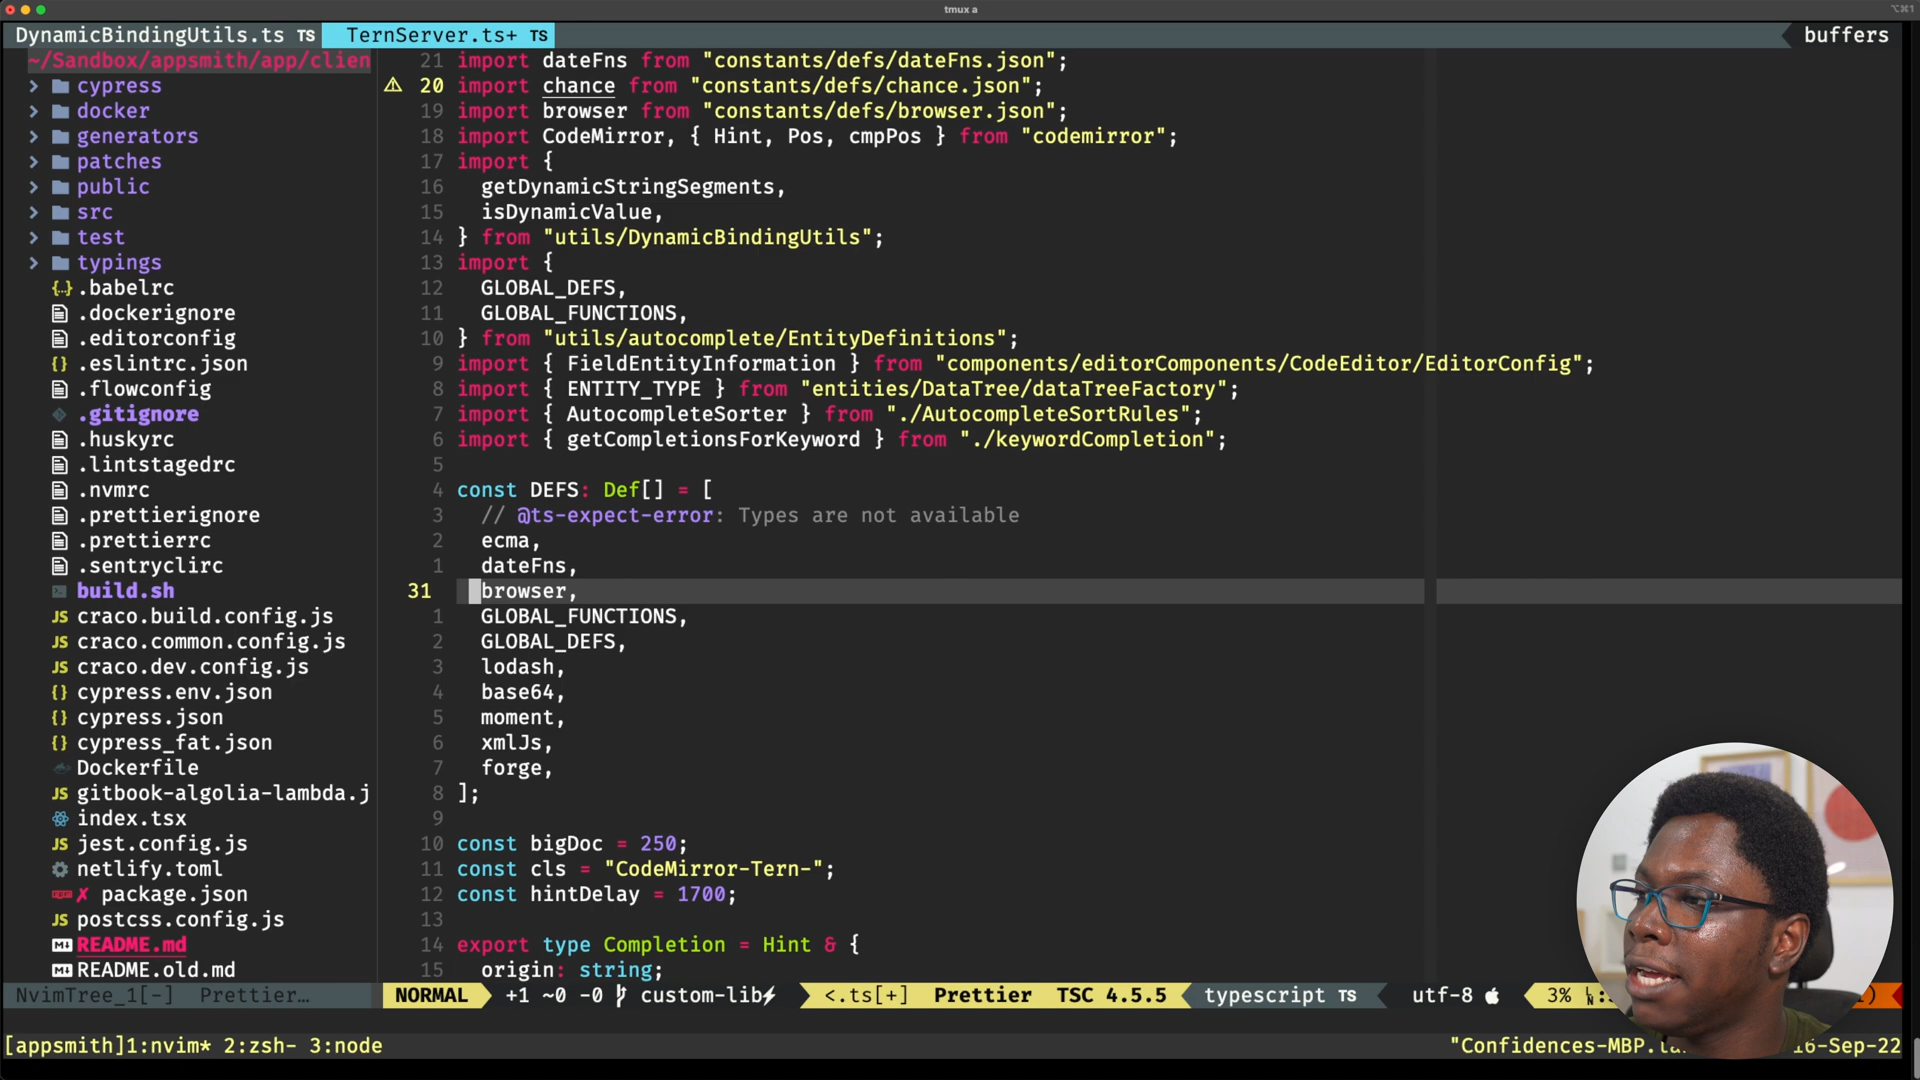 tmux a
⌥⌘1
DynamicBindingUtils.ts TS TernServer.ts+ TS buffers
~/Sandbox/appsmith/app/clien
cypress
docker
generators
patches
public
src
test
typings
.babelrc
.dockerignore
.editorconfig
.eslintrc.json
.flowconfig
.gitignore
.huskyrc
.lintstagedrc
.nvmrc
.prettierignore
.prettierrc
.sentryclirc
build.sh
JS craco.build.config.js
JS craco.common.config.js
JS craco.dev.config.js
{} cypress.env.json
{} cypress.json
{} cypress_fat.json
Dockerfile
JS gitbook-algolia-lambda.j
index.tsx
JS jest.config.js
netlify.toml
✗ package.json
JS postcss.config.js
README.md
README.old.md
21 import dateFns from "constants/defs/dateFns.json";
20 import chance from "constants/defs/chance.json";
19 import browser from "constants/defs/browser.json";
18 import CodeMirror, { Hint, Pos, cmpPos } from "codemirror";
17 import {
16 getDynamicStringSegments,
15 isDynamicValue,
14 } from "utils/DynamicBindingUtils";
13 import {
12 GLOBAL_DEFS,
11 GLOBAL_FUNCTIONS,
10 } from "utils/autocomplete/EntityDefinitions";
9 import { FieldEntityInformation } from "components/editorComponents/CodeEditor/EditorConfig";
8 import { ENTITY_TYPE } from "entities/DataTree/dataTreeFactory";
7 import { AutocompleteSorter } from "./AutocompleteSortRules";
6 import { getCompletionsForKeyword } from "./keywordCompletion";
5
4 const DEFS: Def[] = [
3 // @ts-expect-error: Types are not available
2 ecma,
1 dateFns,
31 browser,
1 GLOBAL_FUNCTIONS,
2 GLOBAL_DEFS,
3 lodash,
4 base64,
5 moment,
6 xmlJs,
7 forge,
8 ];
9
10 const bigDoc = 250;
11 const cls = "CodeMirror-Tern-";
12 const hintDelay = 1700;
13
14 export type Completion = Hint & {
15 origin: string;
NvimTree_1[-] Prettier… NORMAL +1 ~0 -0 custom-lib⚡ <.ts[+] Prettier TSC 4.5.5 typescript TS utf-8 3%
[appsmith]1:nvim* 2:zsh- 3:node "Confidences-MBP.la 16-Sep-22